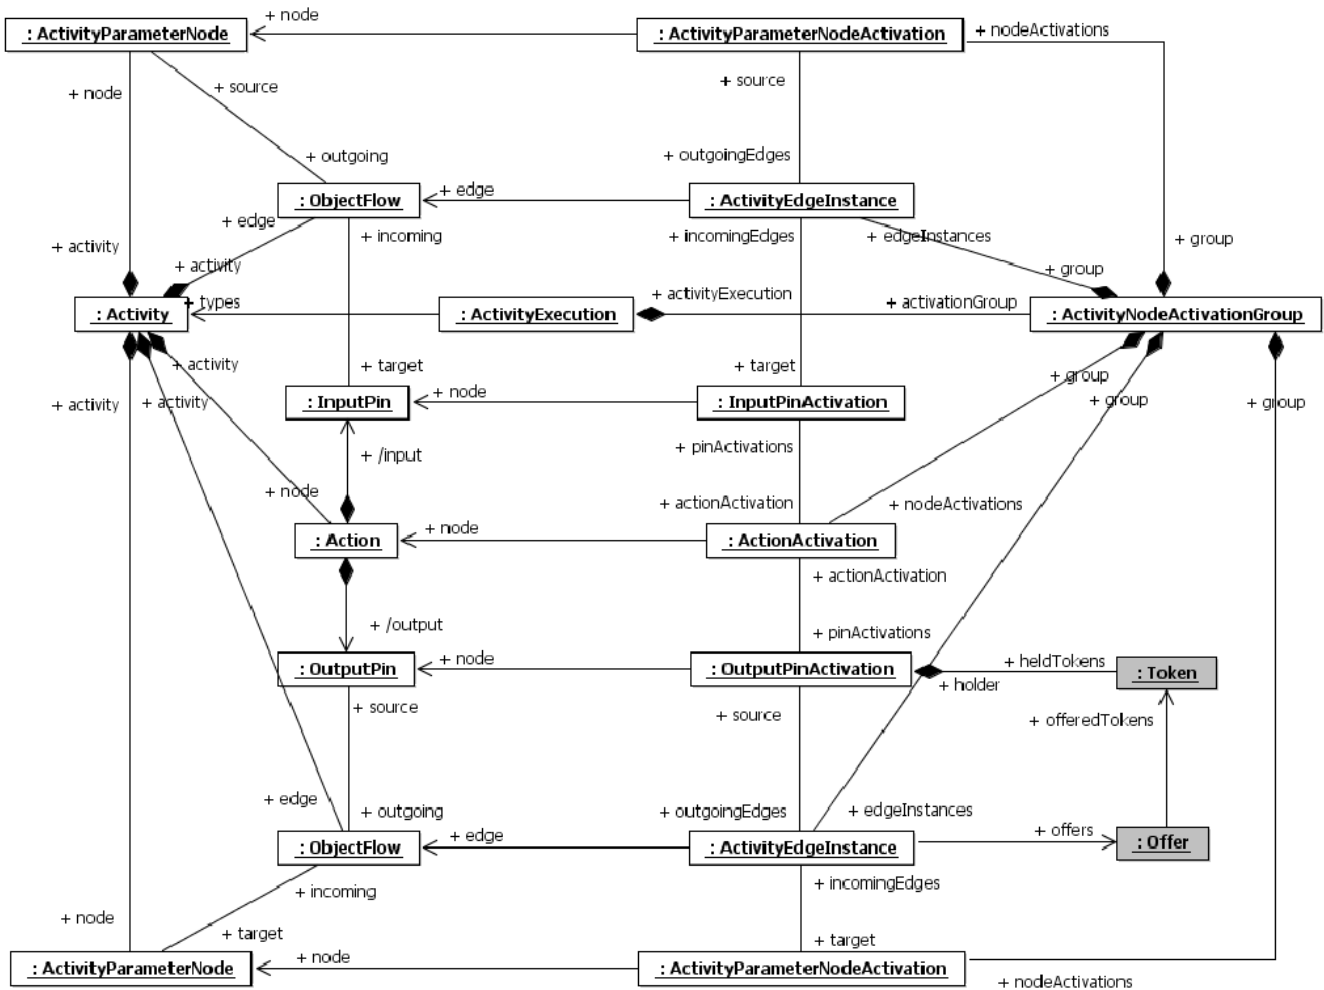 + node
: ActivityParameterNode
: ActivityParameterNodeActivation
+ nodeActivations
+ node
+ source
+ source
+ outgoing
+ outgoingEdges
: ObjectFlow
+ edge
: ActivityEdgeInstance
+ edge
+ incoming
+ incomingEdges
+ edgeInstances
+ group
+ activity
+ activity
+ group
+ types
+ activityExecution
+ activationGroup
: Activity
: ActivityExecution
: ActivityNodeActivationGroup
+ activity
+ target
+ target
+ group
+ activity
+ activity
: InputPin
+ node
: InputPinActivation
+ group
+ group
+ /input
+ pinActivations
+ node
+ actionActivation
+ nodeActivations
: Action
+ node
: ActionActivation
+ actionActivation
+ /output
+ pinActivations
: OutputPin
+ node
: OutputPinActivation
+ heldTokens
: Token
+ holder
+ source
+ source
+ offeredTokens
+ edge
+ outgoing
+ outgoingEdges
+ edgeInstances
: ObjectFlow
+ edge
: ActivityEdgeInstance
+ offers
: Offer
+ incoming
+ incomingEdges
+ node
+ target
+ target
: ActivityParameterNode
+ node
: ActivityParameterNodeActivation
+ nodeActivations